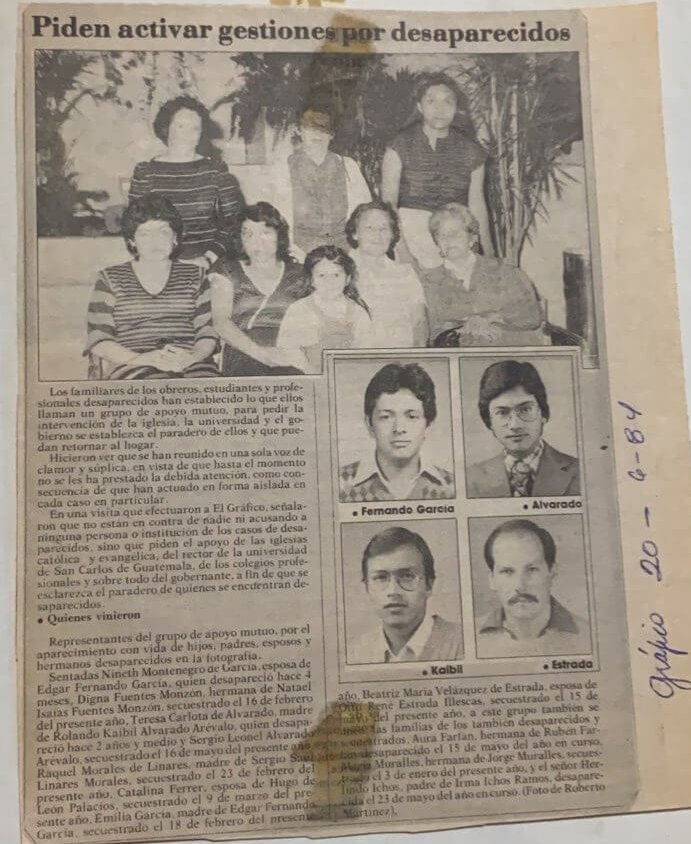 Piden activar gestiones por desaparecidos
Los familiares de los obreros, estudiantes y profe-
sionales desaparecidos han establecido lo que ellos
llaman un grupo de apoyo mutuo, para pedir la
intervención de la iglesia, la universidad y el go-
bierno se establezca el paradero de ellos y que pue-
dan retornar al hogar.
Hicieron ver que se han reunido en una sola voz de
clamor y súplica, en vista de que hasta el momento
no se les ha prestado la debida atención, como con-
secuencia de que han actuado en forma aislada en
cada caso en particular.
En una visita que efectuaron a El Gráfico, señala-
ron que no están en contra de nadie ni acusando a
ninguna persona o institución de los casos de desa-
parecidos, sino que piden el apoyo de las iglesias
católica y evangélica, del rector de la universidad
de San Carlos de Guatemala, de los colegios profe-
sionales y sobre todo del gobernante, a fin de que se
esclarezca el paradero de quienes se encuentran de-
saparecidos.
• Quienes vinieron
Representantes del grupo de apoyo mutuo, por el
aparecimiento con vida de hijos, padres, esposos y
hermanos desaparecidos en la fotografía.
Sentadas Nineth Montenegro de García, esposa de
Edgar Fernando García, quien desapareció hace 4
meses, Digna Fuentes Monzón, hermana de Natael
Isaías Fuentes Monzón, secuestrado el 16 de febrero
del presente año, Teresa Carlota de Alvarado, madre
de Rolando Kaibil Alvarado Arévalo, quien desapa-
reció hace 2 años y medio y Sergio Leonel Alvarado
Arévalo, secuestrado el 16 de mayo del presente año
Raquel Morales de Linares, madre de Sergio
Linares Morales, secuestrado el 23 de febrero del
presente año, Catalina Ferrer, esposa de Hugo de
León Palacios, secuestrado el 9 de marzo del pre-
sente año, Emilia García, madre de Edgar Fernando
García, secuestrado el 18 de febrero del presente
• Fernando García
• Alvarado
• Kaibil
• Estrada
año, Beatriz María Velázquez de Estrada, esposa de
Otto René Estrada Illescas, secuestrado el 15 de
mayo del presente año, a este grupo también se
las familias de los también desaparecidos y
Aura Farfán, hermana de Rubén Far-
desaparecido el 15 de mayo del año en curso,
Muralles, hermana de Jorge Muralles, secues-
el 3 de enero del presente año, y el señor Her-
Ichos, padre de Irma Ichos Ramos, desapare-
cida el 23 de mayo del año en curso. (Foto de Roberto
Martínez).
gráfico 20 - 6-84